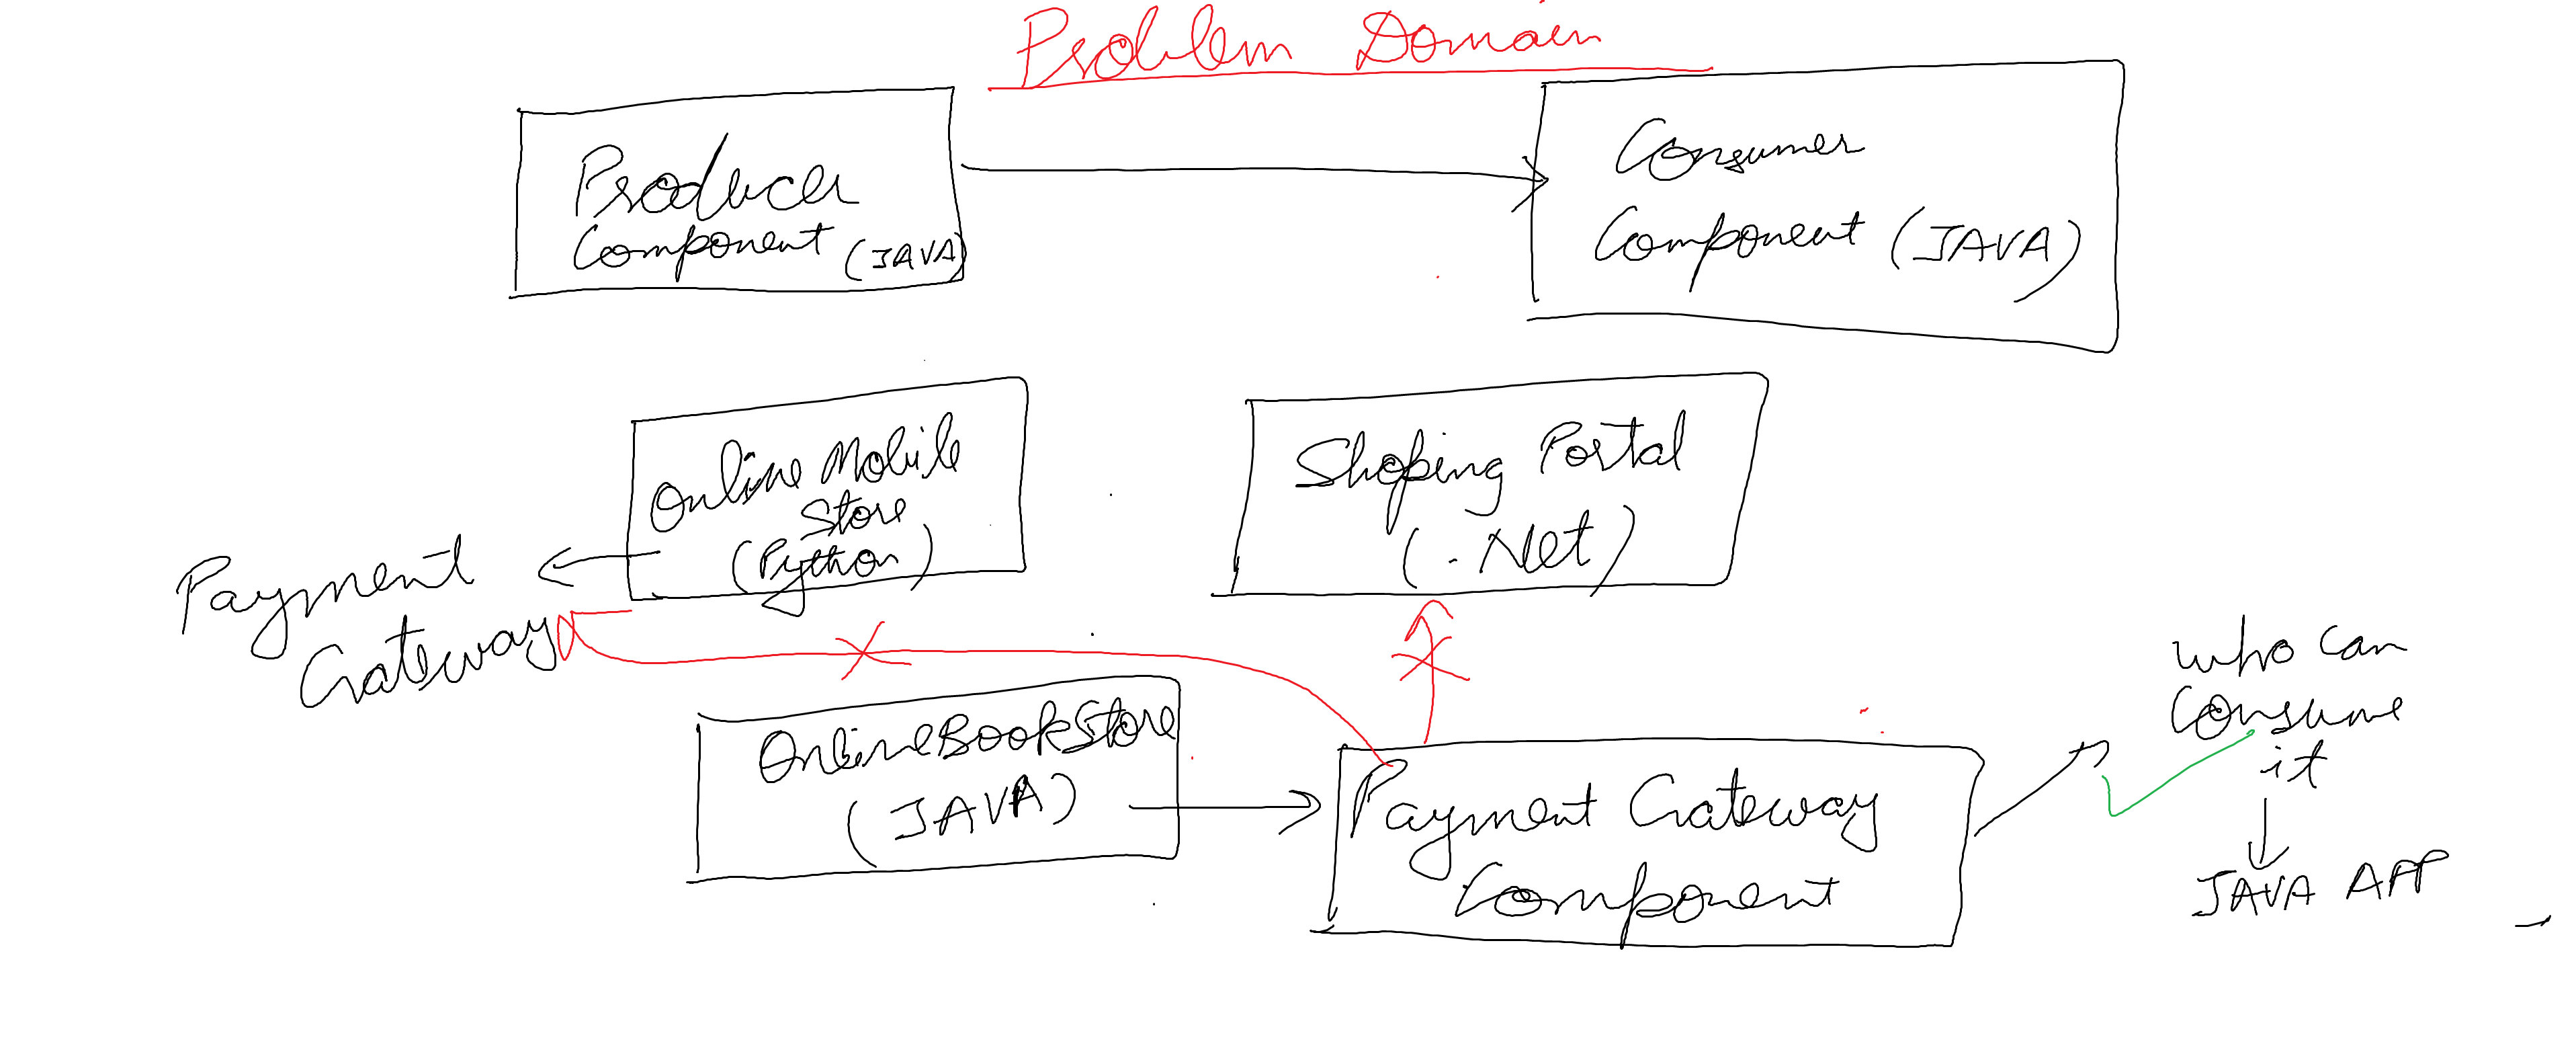 Problem Domain
Producer
Component (JAVA)
Consumer
Component (JAVA)
Online Mobile
Store
(Python)
Shoping Portal
(.Net)
Payment
Gateway
OnlineBookStore
(JAVA)
Payment Gateway
Component
who can
Consume
it
JAVA APP